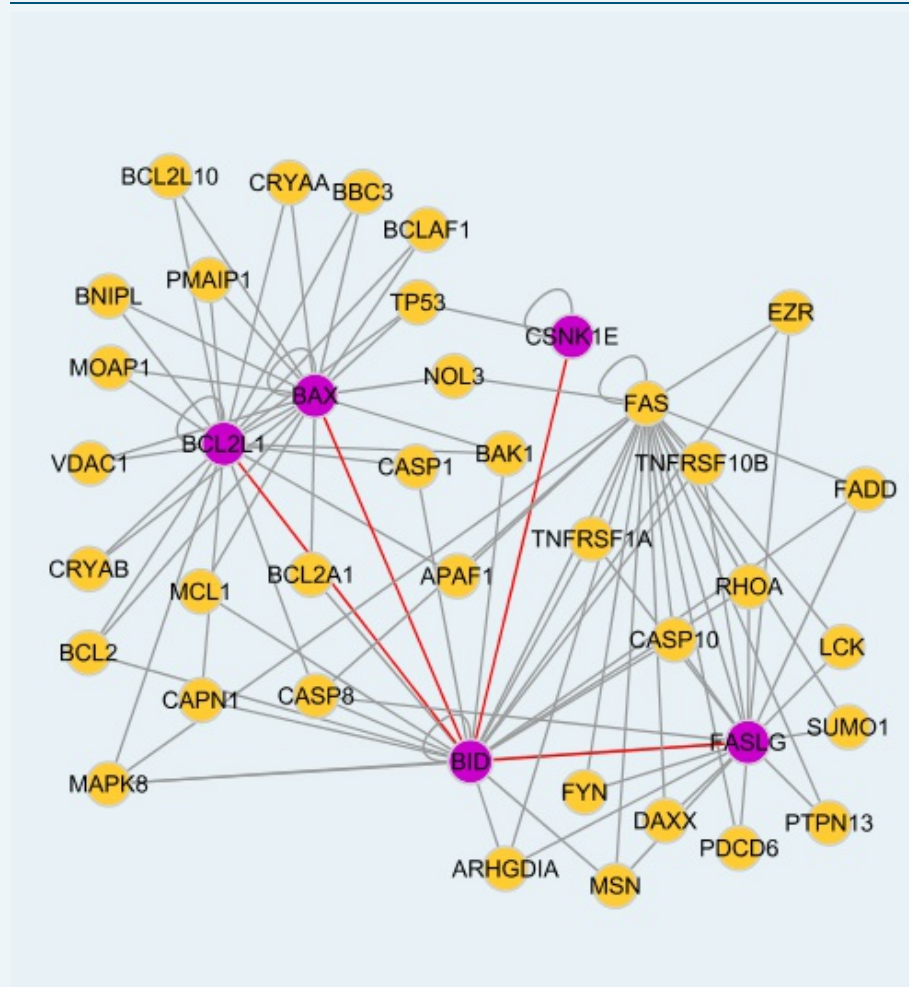 BCL2L10
CRYAA
BBC3
BCLAF1
PMAIP1
BNIPL
TP53
EZR
CSNK1E
MOAP1
NOL3
BAX
FAS
BCL2L1
VDAC1
CASP1
BAK1
TNFRSF10B
FADD
TNFRSF1A
CRYAB
MCL1
BCL2A1
APAF1
RHOA
BCL2
CASP10
LCK
CAPN1
CASP8
SUMO1
FASLG
BID
MAPK8
FYN
DAXX
PTPN13
PDCD6
ARHGDIA
MSN